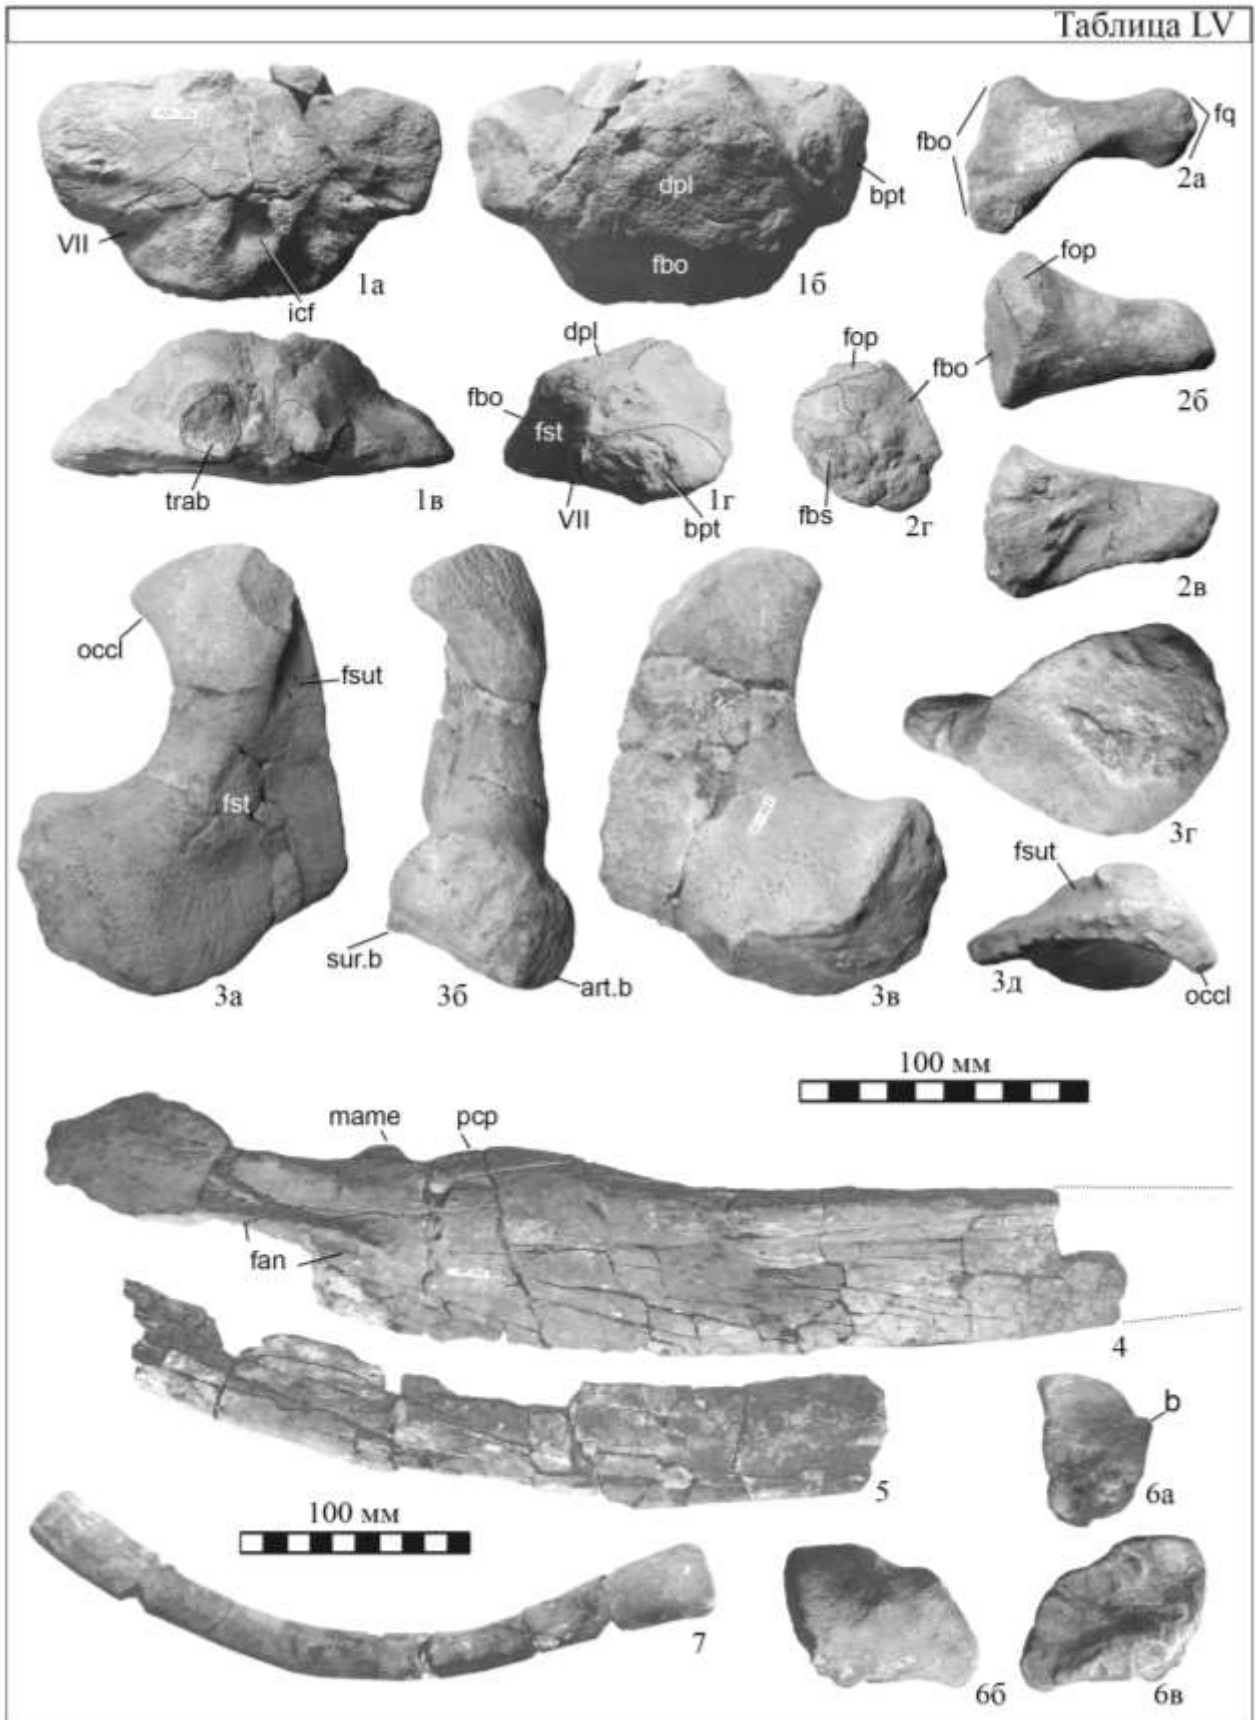 Таблица LV
fbo
fq
2а
dpl
bpt
VII
fbo
icf
1а
1б
fop
dpl
fop
fbo
2б
fbo
fst
trab
1в
VII
bpt
1г
fbs
2г
2в
occl
fsut
fst
3г
fsut
sur.b
art.b
3а
3б
3в
3д
occl
100 мм
mame
pcp
fan
4
b
5
6а
100 мм
7
6б
6в